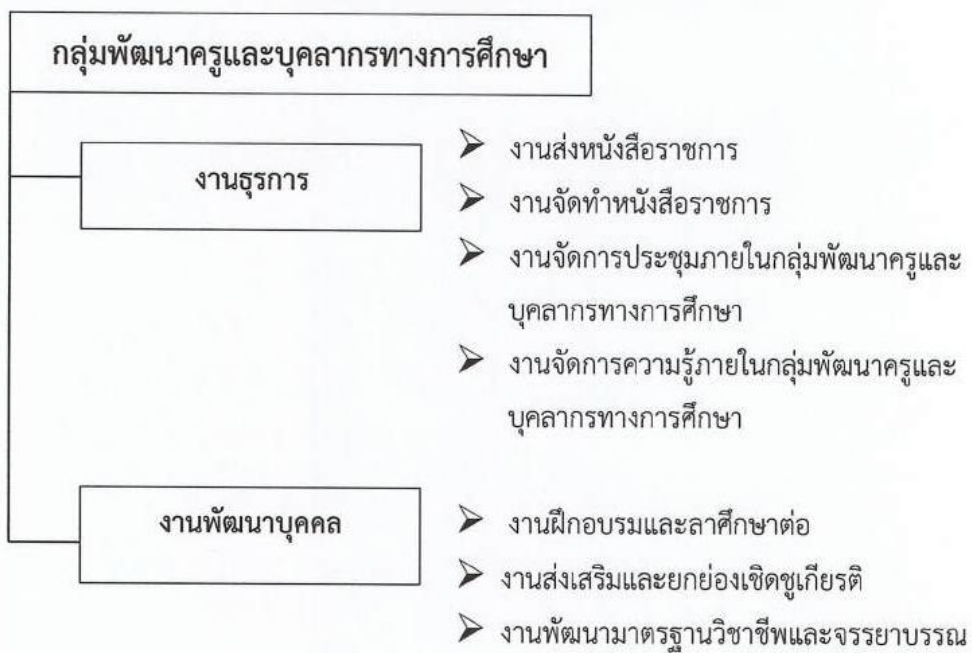 กลุ่มพัฒนาครูและบุคลากรทางการศึกษา
งานธุรการ
งานส่งหนังสือราชการ
งานจัดทำหนังสือราชการ
งานจัดการประชุมภายในกลุ่มพัฒนาครูและ
บุคลากรทางการศึกษา
งานจัดการความรู้ภายในกลุ่มพัฒนาครูและ
บุคลากรทางการศึกษา
งานพัฒนาบุคคล
งานฝึกอบรมและลาศึกษาต่อ
งานส่งเสริมและยกย่องเชิดชูเกียรติ
งานพัฒนามาตรฐานวิชาชีพและจรรยาบรรณ